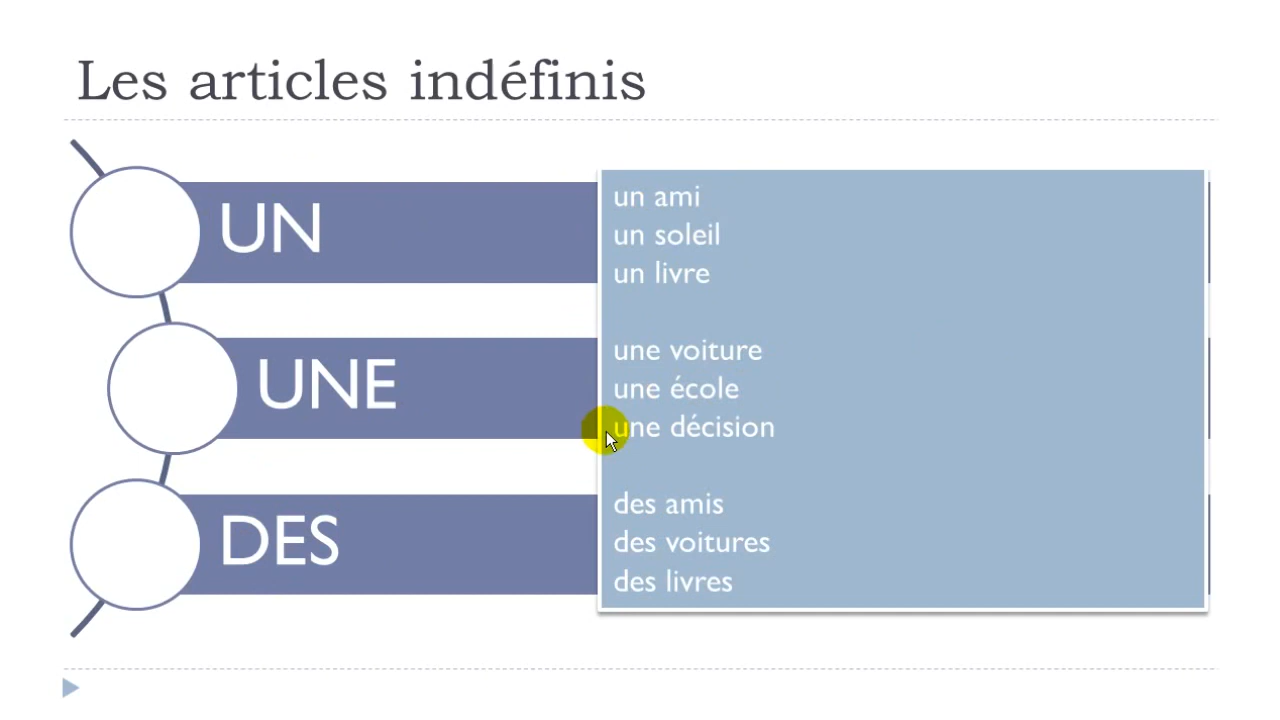 Les articles indéfinis
UN
un ami
un soleil
un livre
UNE
une voiture
une école
une décision
DES
des amis
des voitures
des livres